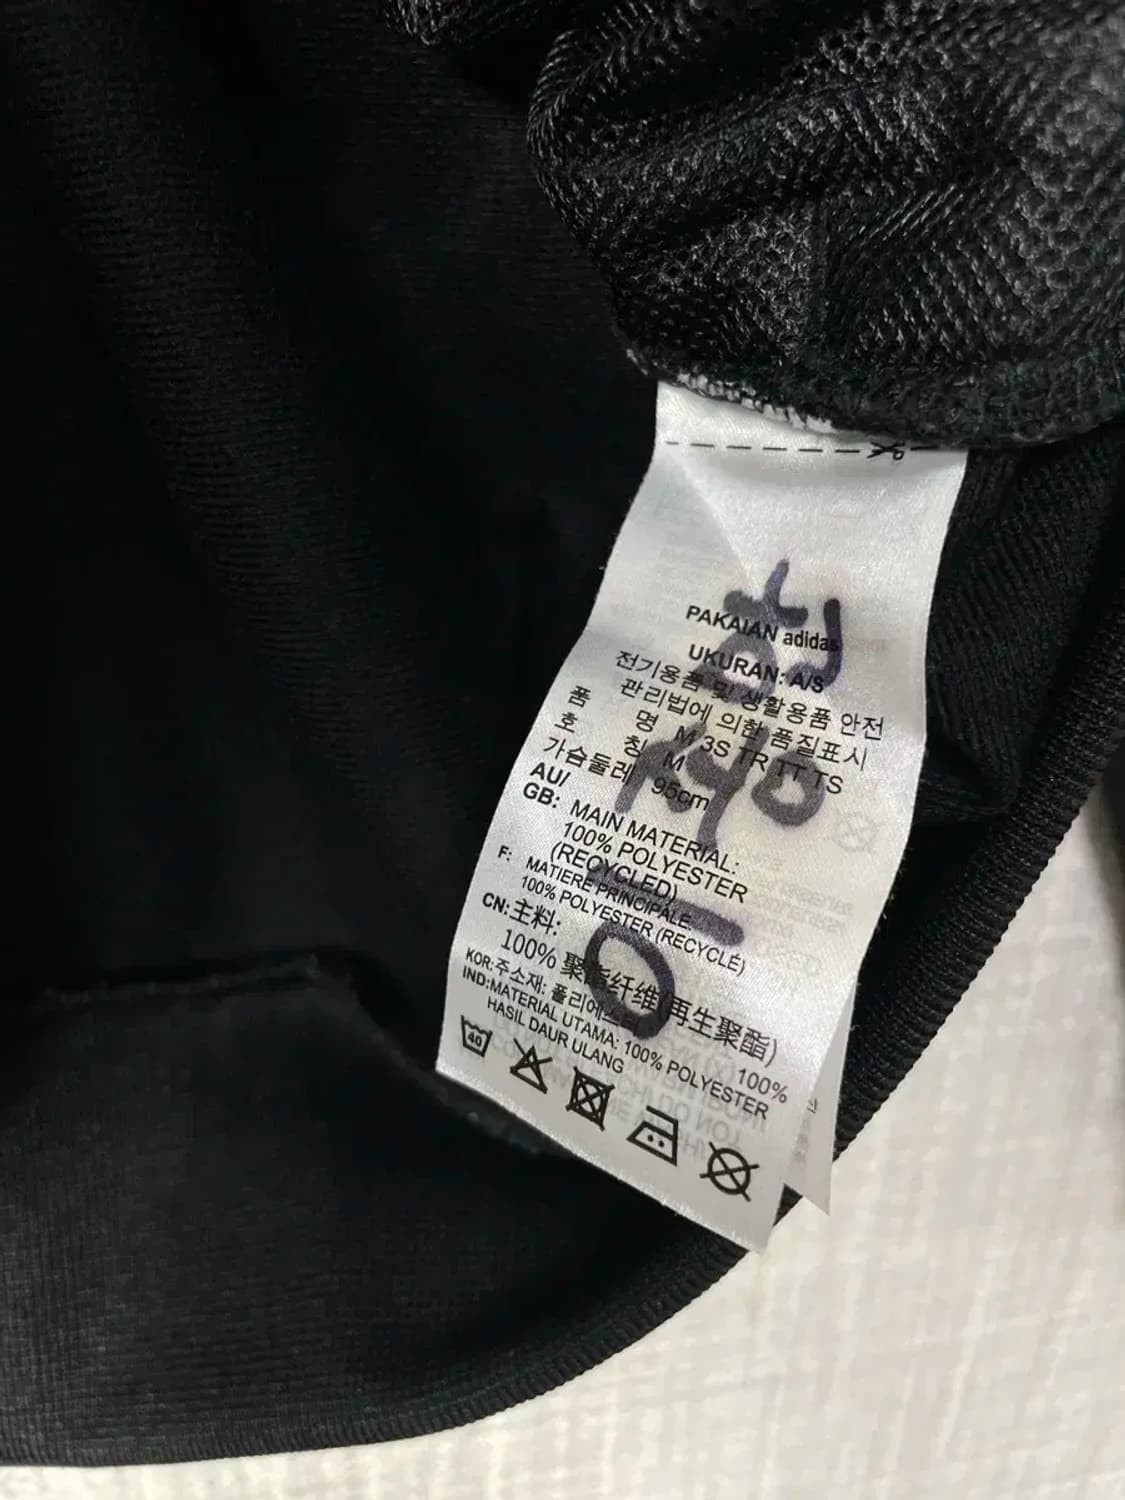 PAKAIAN adidas
UKURAN: A/S
전기용품 및 생활용품 안전
관리법에 의한 품질표시
품 명 M 3S TR TT TS
호 칭 M
가슴둘레 95cm
AU/
GB: MAIN MATERIAL:
100% POLYESTER
(RECYCLED)
F: MATIÈRE PRINCIPALE:
100% POLYESTER (RECYCLÉ)
CN:主料:
100% 聚酯纤维(再生聚酯)
KOR:주소재: 폴리에스터 100%
IND:MATERIAL UTAMA: 100% POLYESTER
HASIL DAUR ULANG
40